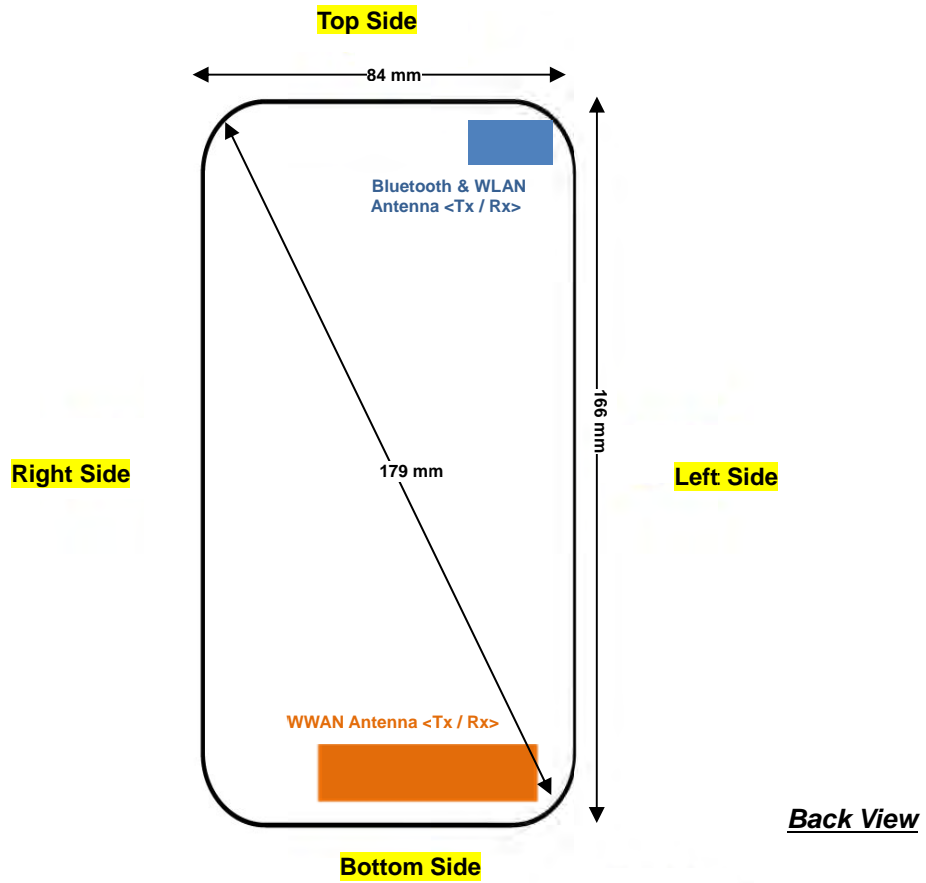 Top Side
84 mm
Bluetooth & WLAN
Antenna <Tx / Rx>
166 mm
Right Side
179 mm
Left Side
WWAN Antenna <Tx / Rx>
Back View
Bottom Side